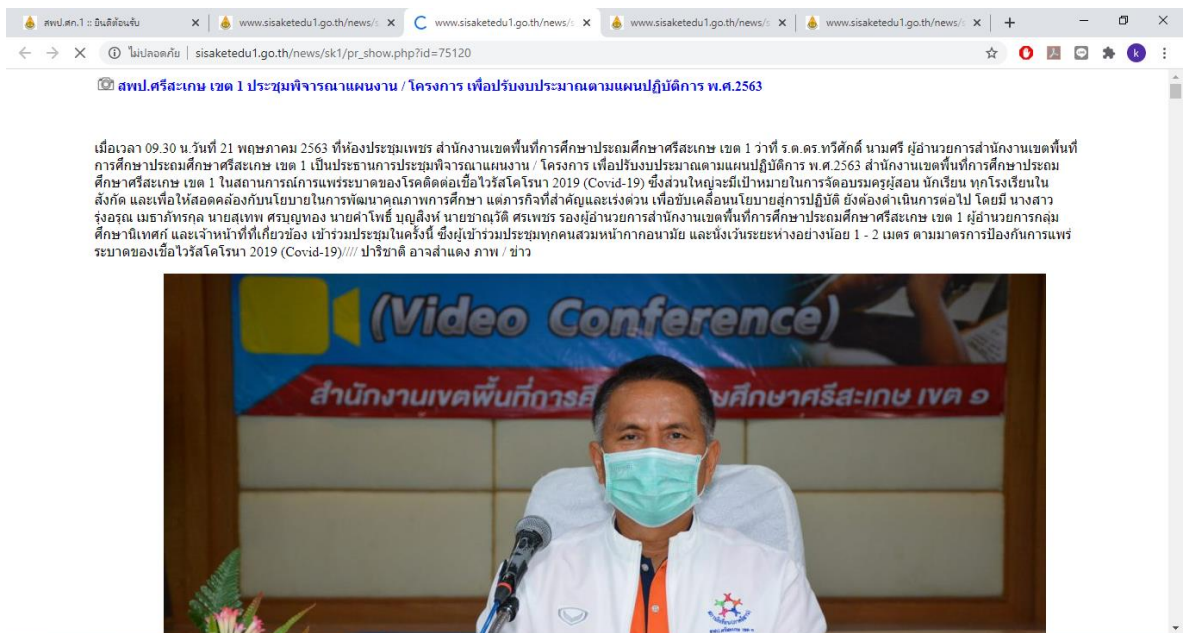 สพป.ศก.1 :: ยินดีต้อนรับ
www.sisaketedu1.go.th/news/s
www.sisaketedu1.go.th/news/s
www.sisaketedu1.go.th/news/s
www.sisaketedu1.go.th/news/s
ไม่ปลอดภัย | sisaketedu1.go.th/news/sk1/pr_show.php?id=75120
k
สพป.ศรีสะเกษ เขต 1 ประชุมพิจารณาแผนงาน / โครงการ เพื่อปรับงบประมาณตามแผนปฏิบัติการ พ.ศ.2563
เมื่อเวลา 09.30 น.วันที่ 21 พฤษภาคม 2563 ที่ห้องประชุมเพชร สำนักงานเขตพื้นที่การศึกษาประถมศึกษาศรีสะเกษ เขต 1 ว่าที่ ร.ต.ดร.ทวีศักดิ์ นามศรี ผู้อำนวยการสำนักงานเขตพื้นที่
การศึกษาประถมศึกษาศรีสะเกษ เขต 1 เป็นประธานการประชุมพิจารณาแผนงาน / โครงการ เพื่อปรับงบประมาณตามแผนปฏิบัติการ พ.ศ.2563 สำนักงานเขตพื้นที่การศึกษาประถม
ศึกษาศรีสะเกษ เขต 1 ในสถานการณ์การแพร่ระบาดของโรคติดต่อเชื้อไวรัสโคโรนา 2019 (Covid-19) ซึ่งส่วนใหญ่จะมีเป้าหมายในการจัดอบรมครูผู้สอน นักเรียน ทุกโรงเรียนใน
สังกัด และเพื่อให้สอดคล้องกับนโยบายในการพัฒนาคุณภาพการศึกษา แต่ภารกิจที่สำคัญและเร่งด่วน เพื่อขับเคลื่อนนโยบายสู่การปฏิบัติ ยังต้องดำเนินการต่อไป โดยมี นางสาว
รุ่งอรุณ เมธาภัทรกุล นายสุเทพ ศรบุญทอง นายคำโพธิ์ บุญสิงห์ นายชาณุวัติ ศรเพชร รองผู้อำนวยการสำนักงานเขตพื้นที่การศึกษาประถมศึกษาศรีสะเกษ เขต 1 ผู้อำนวยการกลุ่ม
ศึกษานิเทศก์ และเจ้าหน้าที่ที่เกี่ยวข้อง เข้าร่วมประชุมในครั้งนี้ ซึ่งผู้เข้าร่วมประชุมทุกคนสวมหน้ากากอนามัย และนั่งเว้นระยะห่างอย่างน้อย 1 - 2 เมตร ตามมาตรการป้องกันการแพร่
ระบาดของเชื้อไวรัสโคโรนา 2019 (Covid-19)//// ปาริชาติ อาจสำแดง ภาพ / ข่าว
(Video Conference)
สำนักงานเขตพื้นที่การศึ มศึกษาศรีสะเกษ เขต ๑